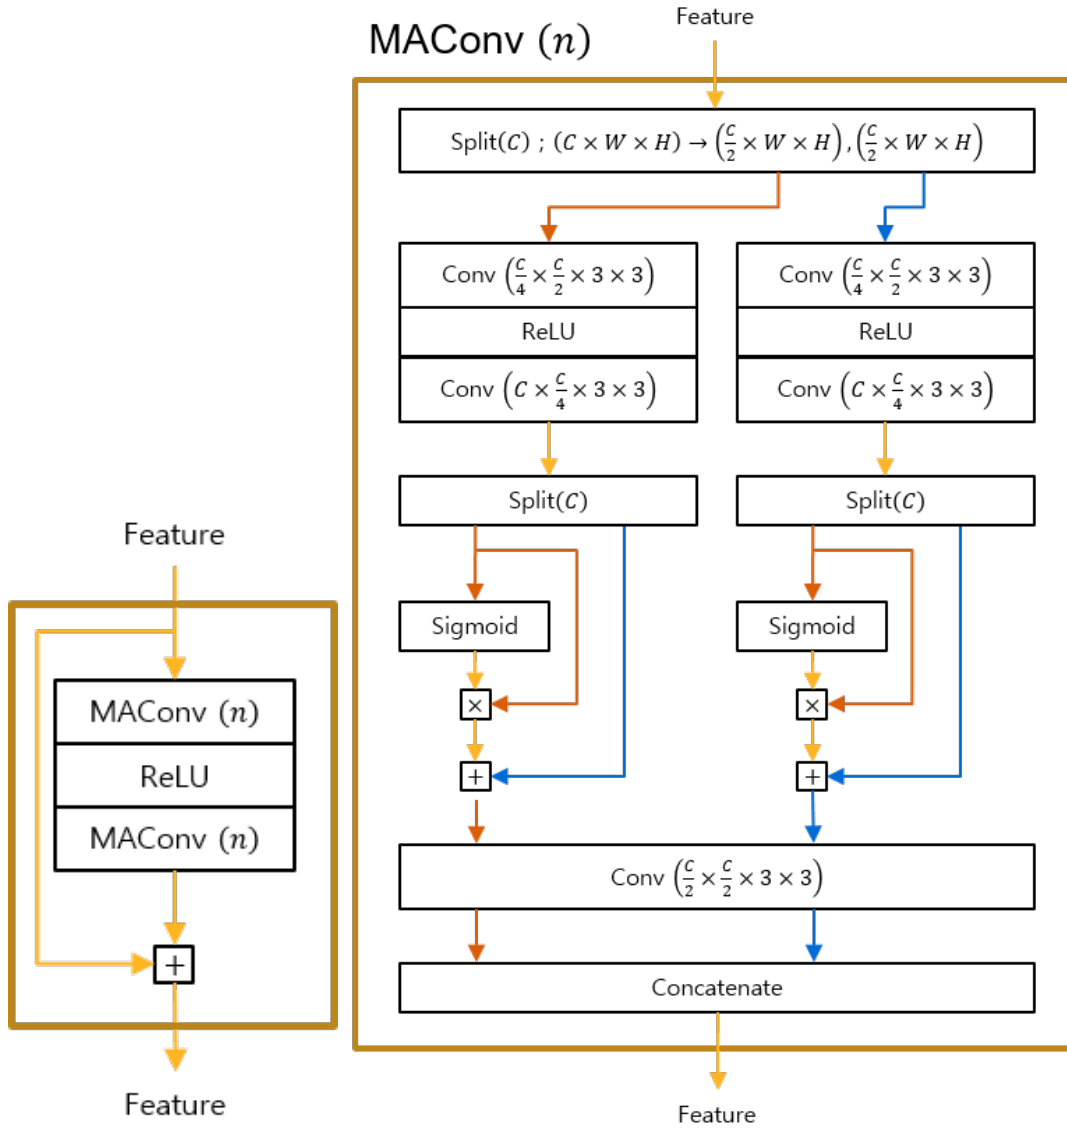 Feature
MAConv (n)
ReLU
MAConv (n)
+
Feature
MAConv (n)
Feature
Split(C) ; (C × W × H) → (C/2 × W × H), (C/2 × W × H)
Conv (C/4 × C/2 × 3 × 3)
ReLU
Conv (C × C/4 × 3 × 3)
Split(C)
Sigmoid
×
+
Conv (C/4 × C/2 × 3 × 3)
ReLU
Conv (C × C/4 × 3 × 3)
Split(C)
Sigmoid
×
+
Conv (C/2 × C/2 × 3 × 3)
Concatenate
Feature